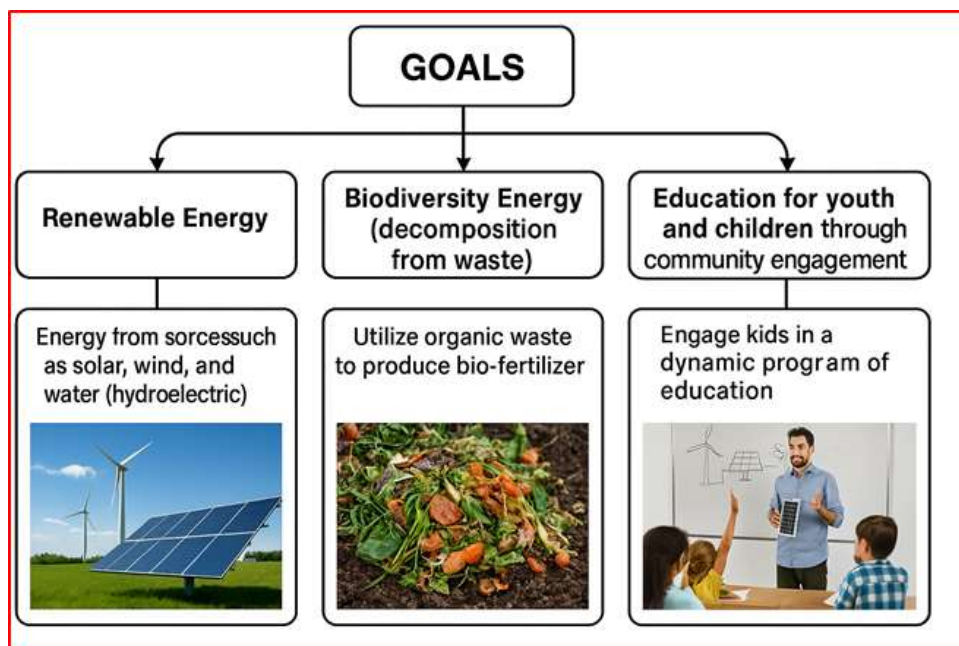 GOALS
Renewable Energy
Biodiversity Energy
(decomposition
from waste)
Education for youth
and children through
community engagement
Energy from sorcessuch
as solar, wind, and
water (hydroelectric)
Utilize organic waste
to produce bio-fertilizer
Engage kids in a
dynamic program of
education